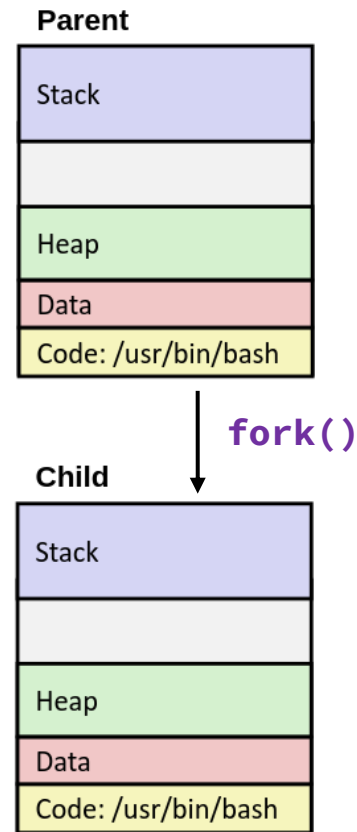 Parent
Stack
Heap
Data
Code: /usr/bin/bash
fork()
Child
Stack
Heap
Data
Code: /usr/bin/bash